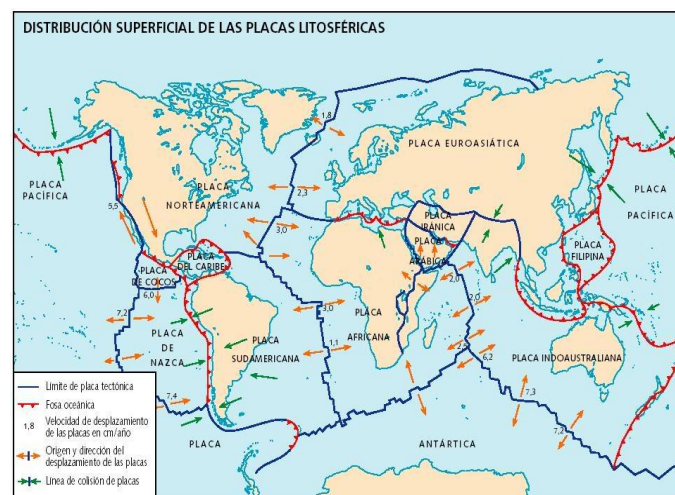 DISTRIBUCIÓN SUPERFICIAL DE LAS PLACAS LITOSFÉRICAS
1,8
PLACA EUROASIÁTICA
PLACA
PACÍFICA
PLACA
NORTEAMERICANA
2,3
5,5
3,0
PLACA
IRÁNICA
PLACA
ARÁBICA
PLACA
FILIPINA
PLACA
PACÍFICA
PLACA
DEL CARIBE
PLACA
DE COCOS
6,0
7,2
PLACA
DE
NAZCA
7,4
PLACA
SUDAMERICANA
3,0
1,1
PLACA
AFRICANA
2,0
2,0
2,5
6,2
PLACA INDOAUSTRALIANA
7,3
7,2
PLACA
ANTÁRTICA
Límite de placa tectónica
Fosa oceánica
1,8
Velocidad de desplazamiento
de las placas en cm/año
Origen y dirección del
desplazamiento de las placas
Línea de colisión de placas